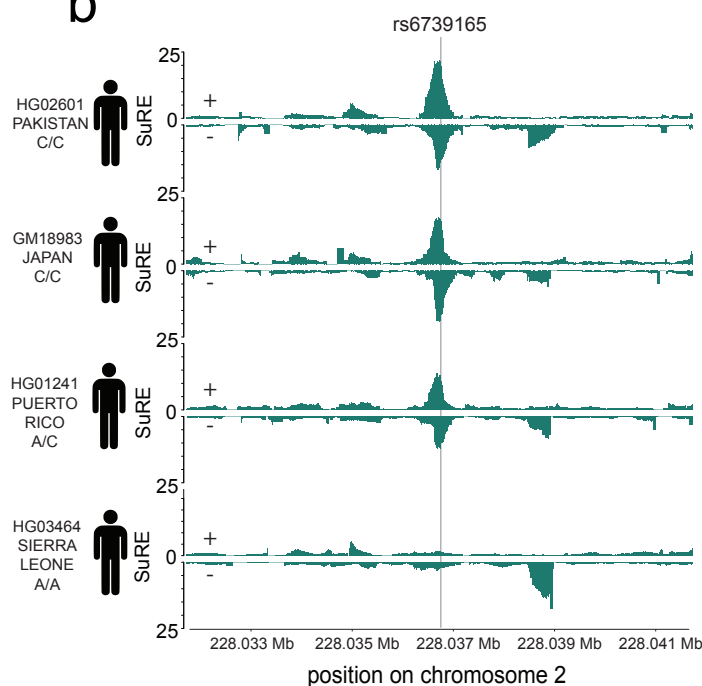 b
rs6739165
25
HG02601
PAKISTAN
C/C
SuRE
+
0
-
25
GM18983
JAPAN
C/C
SuRE
+
0
-
25
HG01241
PUERTO
RICO
A/C
SuRE
+
0
-
25
HG03464
SIERRA
LEONE
A/A
SuRE
+
0
-
25
228.033 Mb 228.035 Mb 228.037 Mb 228.039 Mb 228.041 Mb
position on chromosome 2